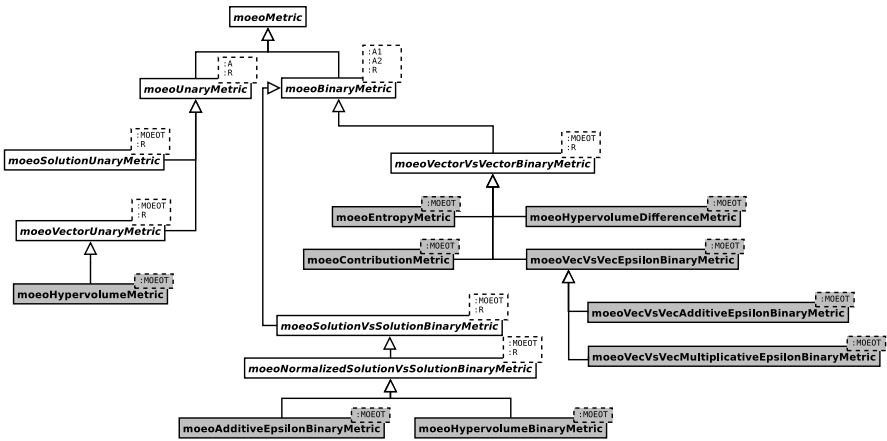 moeoMetric
:A
:R
moeoUnaryMetric
:A1
:A2
:R
moeoBinaryMetric
:MOEOT
:R
moeoSolutionUnaryMetric
:MOEOT
:R
moeoVectorVsVectorBinaryMetric
:MOEOT
:R
moeoVectorUnaryMetric
:MOEOT
moeoEntropyMetric
:MOEOT
moeoHypervolumeDifferenceMetric
:MOEOT
moeoContributionMetric
:MOEOT
moeoVecVsVecEpsilonBinaryMetric
:MOEOT
moeoHypervolumeMetric
:MOEOT
moeoVecVsVecAdditiveEpsilonBinaryMetric
:MOEOT
:R
moeoSolutionVsSolutionBinaryMetric
:MOEOT
moeoVecVsVecMultiplicativeEpsilonBinaryMetric
:MOEOT
:R
moeoNormalizedSolutionVsSolutionBinaryMetric
:MOEOT
moeoAdditiveEpsilonBinaryMetric
:MOEOT
moeoHypervolumeBinaryMetric